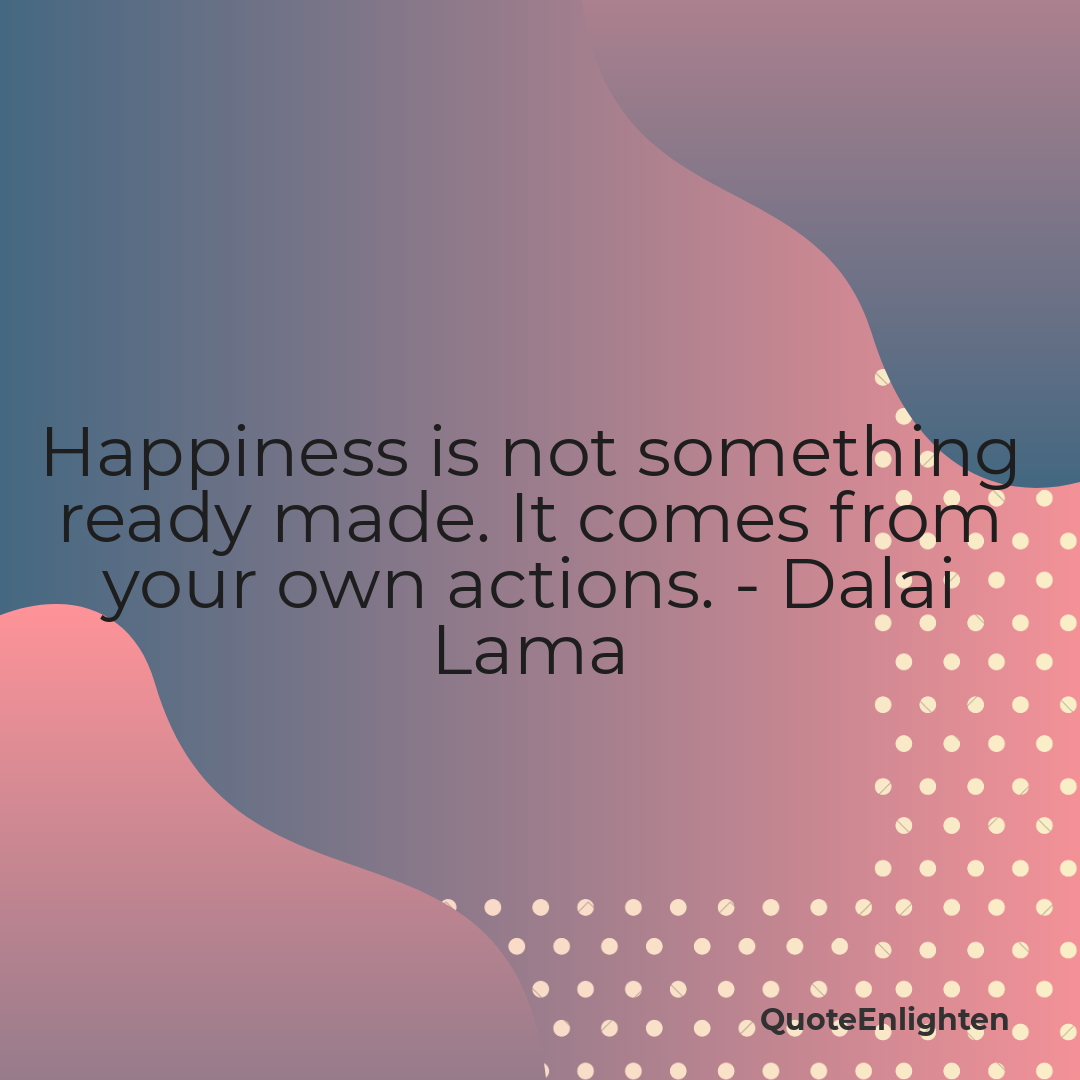 Happiness is not something
ready made. It comes from
your own actions. - Dalai
Lama
QuoteEnlighten